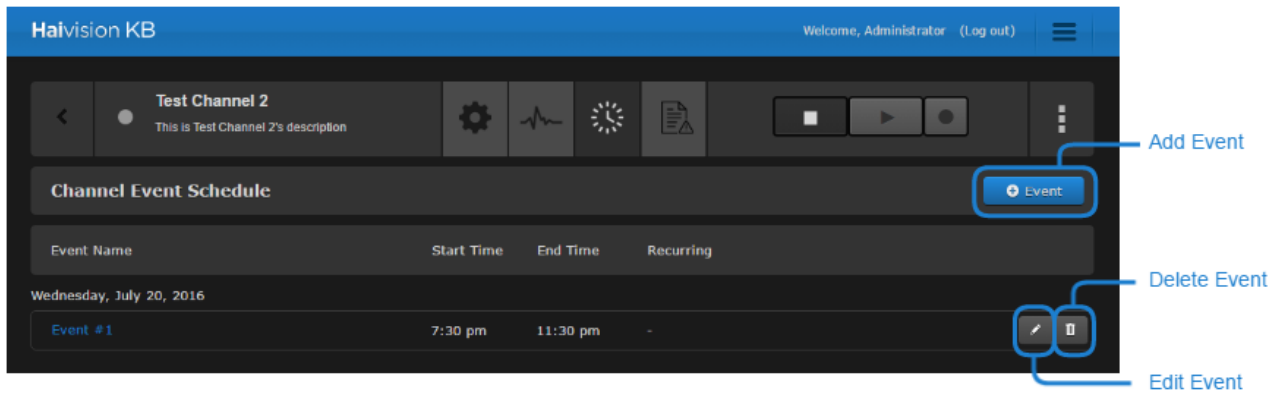 Haivision KB
Welcome, Administrator (Log out)
Test Channel 2
This is Test Channel 2's description
Add Event
Channel Event Schedule
Event
Event Name Start Time End Time Recurring
Delete Event
Wednesday, July 20, 2016
Event #1 7:30 pm 11:30 pm -
Edit Event